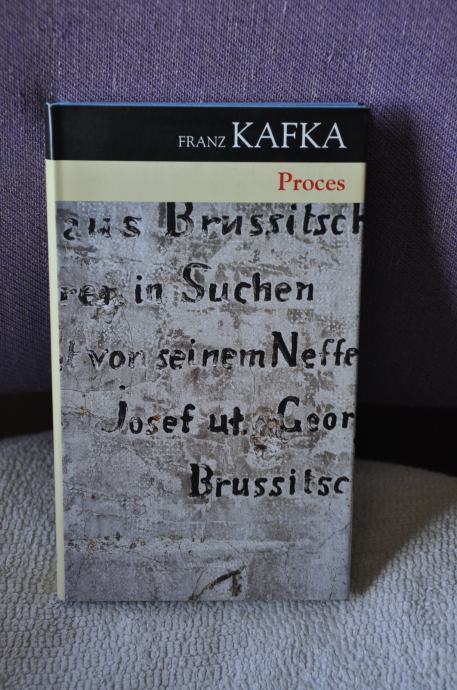 FRANZ KAFKA
Proces
aus Brussitsch
rer in Suchen
t von seinem Neffe
Josef ut. Geor
Brussitsc